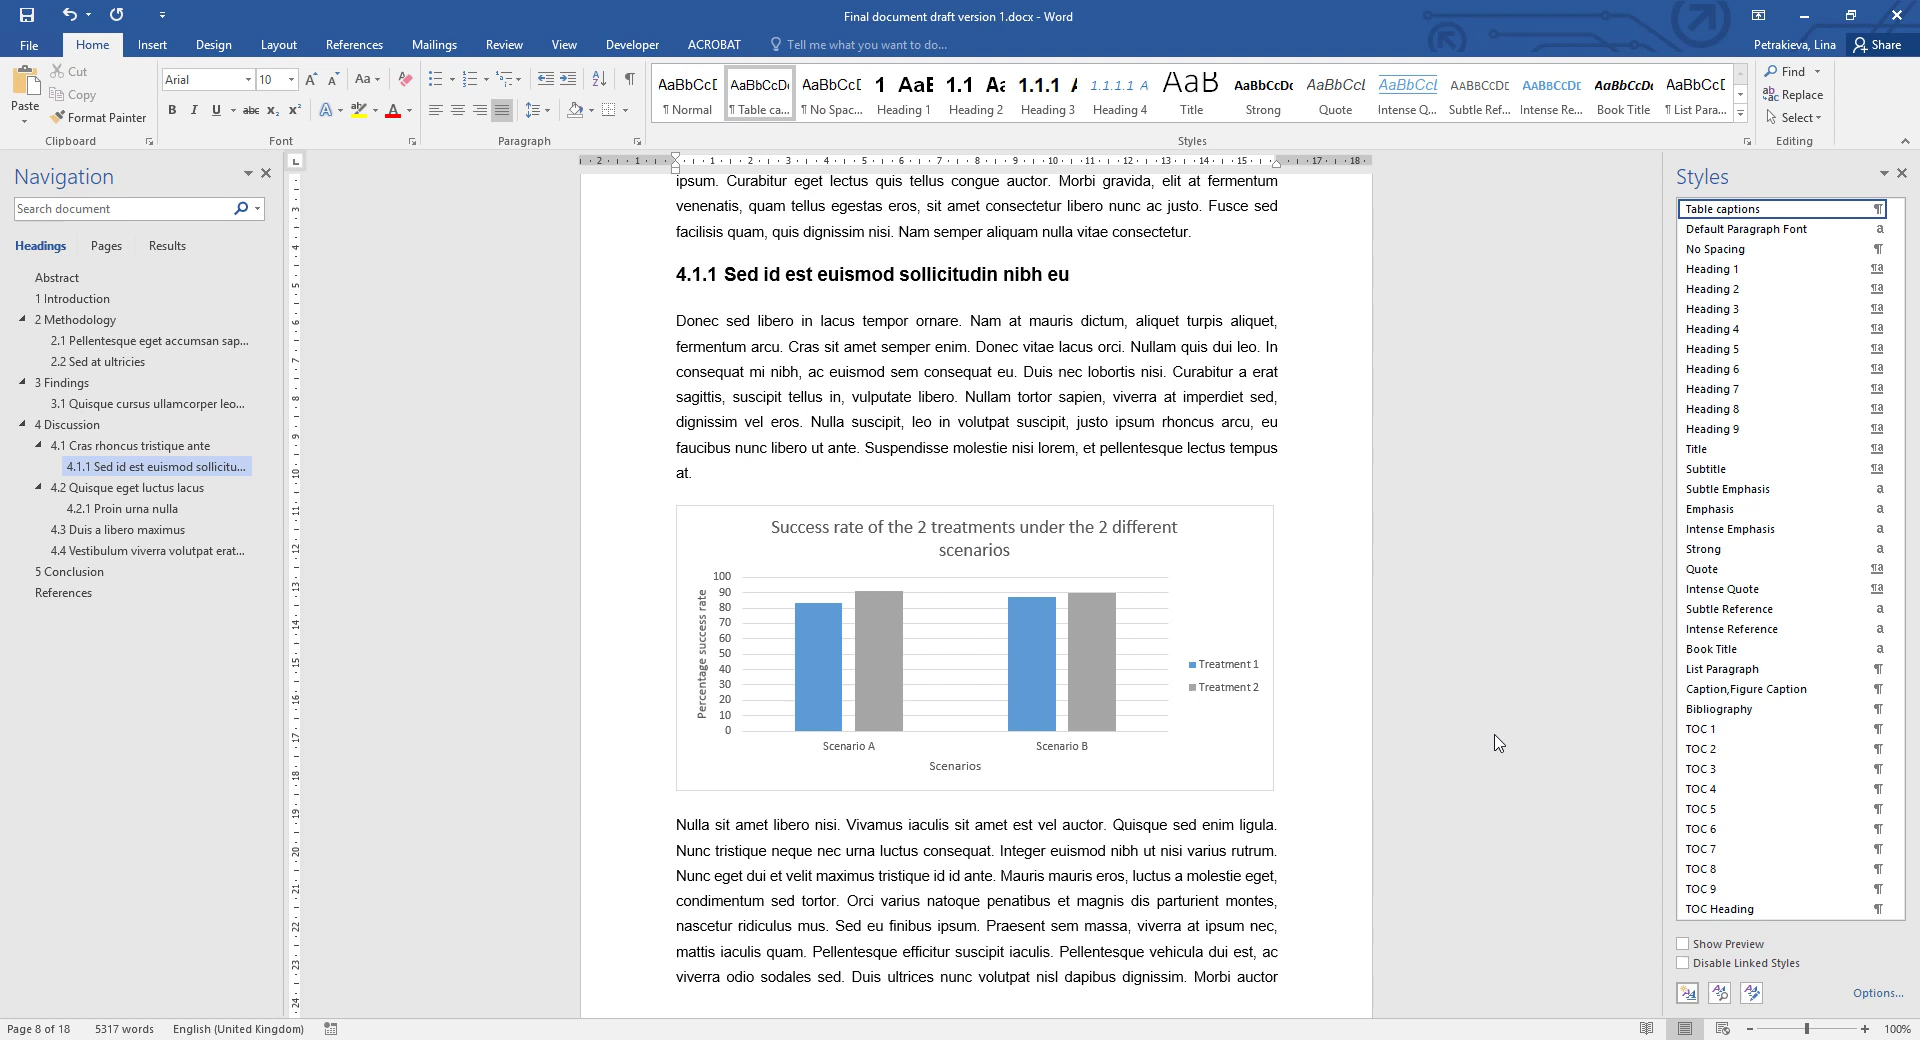 Final document draft version 1.docx - Word
File Home Insert Design Layout References Mailings Review View Developer ACROBAT Tell me what you want to do... Petrakieva, Lina Share
Paste
Cut
Copy
Format Painter
Clipboard
Arial 10
Font
Paragraph
AaBbCcI AaBbCcD AaBbCcI 1 AaE 1.1 Aa 1.1.1 1.1.1.1 A AaB AaBbCcDc AaBbCcI AaBbCcI AABBCCDC AABBCCDC AaBbCcDc AaBbCcI
¶ Normal ¶ Table ca... ¶ No Spac... Heading 1 Heading 2 Heading 3 Heading 4 Title Strong Quote Intense Q... Subtle Ref... Intense Re... Book Title ¶ List Para...
Styles
Find
Replace
Select
Editing
Navigation
Search document
Headings Pages Results
Abstract
1 Introduction
2 Methodology
2.1 Pellentesque eget accumsan sap...
2.2 Sed at ultricies
3 Findings
3.1 Quisque cursus ullamcorper leo...
4 Discussion
4.1 Cras rhoncus tristique ante
4.1.1 Sed id est euismod sollicitu...
4.2 Quisque eget luctus lacus
4.2.1 Proin urna nulla
4.3 Duis a libero maximus
4.4 Vestibulum viverra volutpat erat...
5 Conclusion
References
ipsum. Curabitur eget lectus quis tellus congue auctor. Morbi gravida, elit at fermentum
venenatis, quam tellus egestas eros, sit amet consectetur libero nunc ac justo. Fusce sed
facilisis quam, quis dignissim nisi. Nam semper aliquam nulla vitae consectetur.
4.1.1 Sed id est euismod sollicitudin nibh eu
Donec sed libero in lacus tempor ornare. Nam at mauris dictum, aliquet turpis aliquet,
fermentum arcu. Cras sit amet semper enim. Donec vitae lacus orci. Nullam quis dui leo. In
consequat mi nibh, ac euismod sem consequat eu. Duis nec lobortis nisi. Curabitur a erat
sagittis, suscipit tellus in, vulputate libero. Nullam tortor sapien, viverra at imperdiet sed,
dignissim vel eros. Nulla suscipit, leo in volutpat suscipit, justo ipsum rhoncus arcu, eu
faucibus nunc libero ut ante. Suspendisse molestie nisi lorem, et pellentesque lectus tempus
at.
Success rate of the 2 treatments under the 2 different
scenarios
Percentage success rate
100
90
80
70
60
50
40
30
20
10
0
Scenario A Scenario B
Scenarios
Treatment 1
Treatment 2
Nulla sit amet libero nisi. Vivamus iaculis sit amet est vel auctor. Quisque sed enim ligula.
Nunc tristique neque nec urna luctus consequat. Integer euismod nibh ut nisi varius rutrum.
Nunc eget dui et velit maximus tristique id id ante. Mauris mauris eros, luctus a molestie eget,
condimentum sed tortor. Orci varius natoque penatibus et magnis dis parturient montes,
nascetur ridiculus mus. Sed eu finibus ipsum. Praesent sem massa, viverra at ipsum nec,
mattis iaculis quam. Pellentesque efficitur suscipit iaculis. Pellentesque vehicula dui est, ac
viverra odio sodales sed. Duis ultrices nunc volutpat nisl dapibus dignissim. Morbi auctor
Styles
Table captions ¶
Default Paragraph Font a
No Spacing ¶
Heading 1 ¶a
Heading 2 ¶a
Heading 3 ¶a
Heading 4 ¶a
Heading 5 ¶a
Heading 6 ¶a
Heading 7 ¶a
Heading 8 ¶a
Heading 9 ¶a
Title ¶a
Subtitle ¶a
Subtle Emphasis a
Emphasis a
Intense Emphasis a
Strong a
Quote ¶a
Intense Quote ¶a
Subtle Reference a
Intense Reference a
Book Title a
List Paragraph ¶
Caption,Figure Caption ¶
Bibliography ¶
TOC 1 ¶
TOC 2 ¶
TOC 3 ¶
TOC 4 ¶
TOC 5 ¶
TOC 6 ¶
TOC 7 ¶
TOC 8 ¶
TOC 9 ¶
TOC Heading ¶
Show Preview
Disable Linked Styles
Options...
Page 8 of 18 5317 words English (United Kingdom) 100%